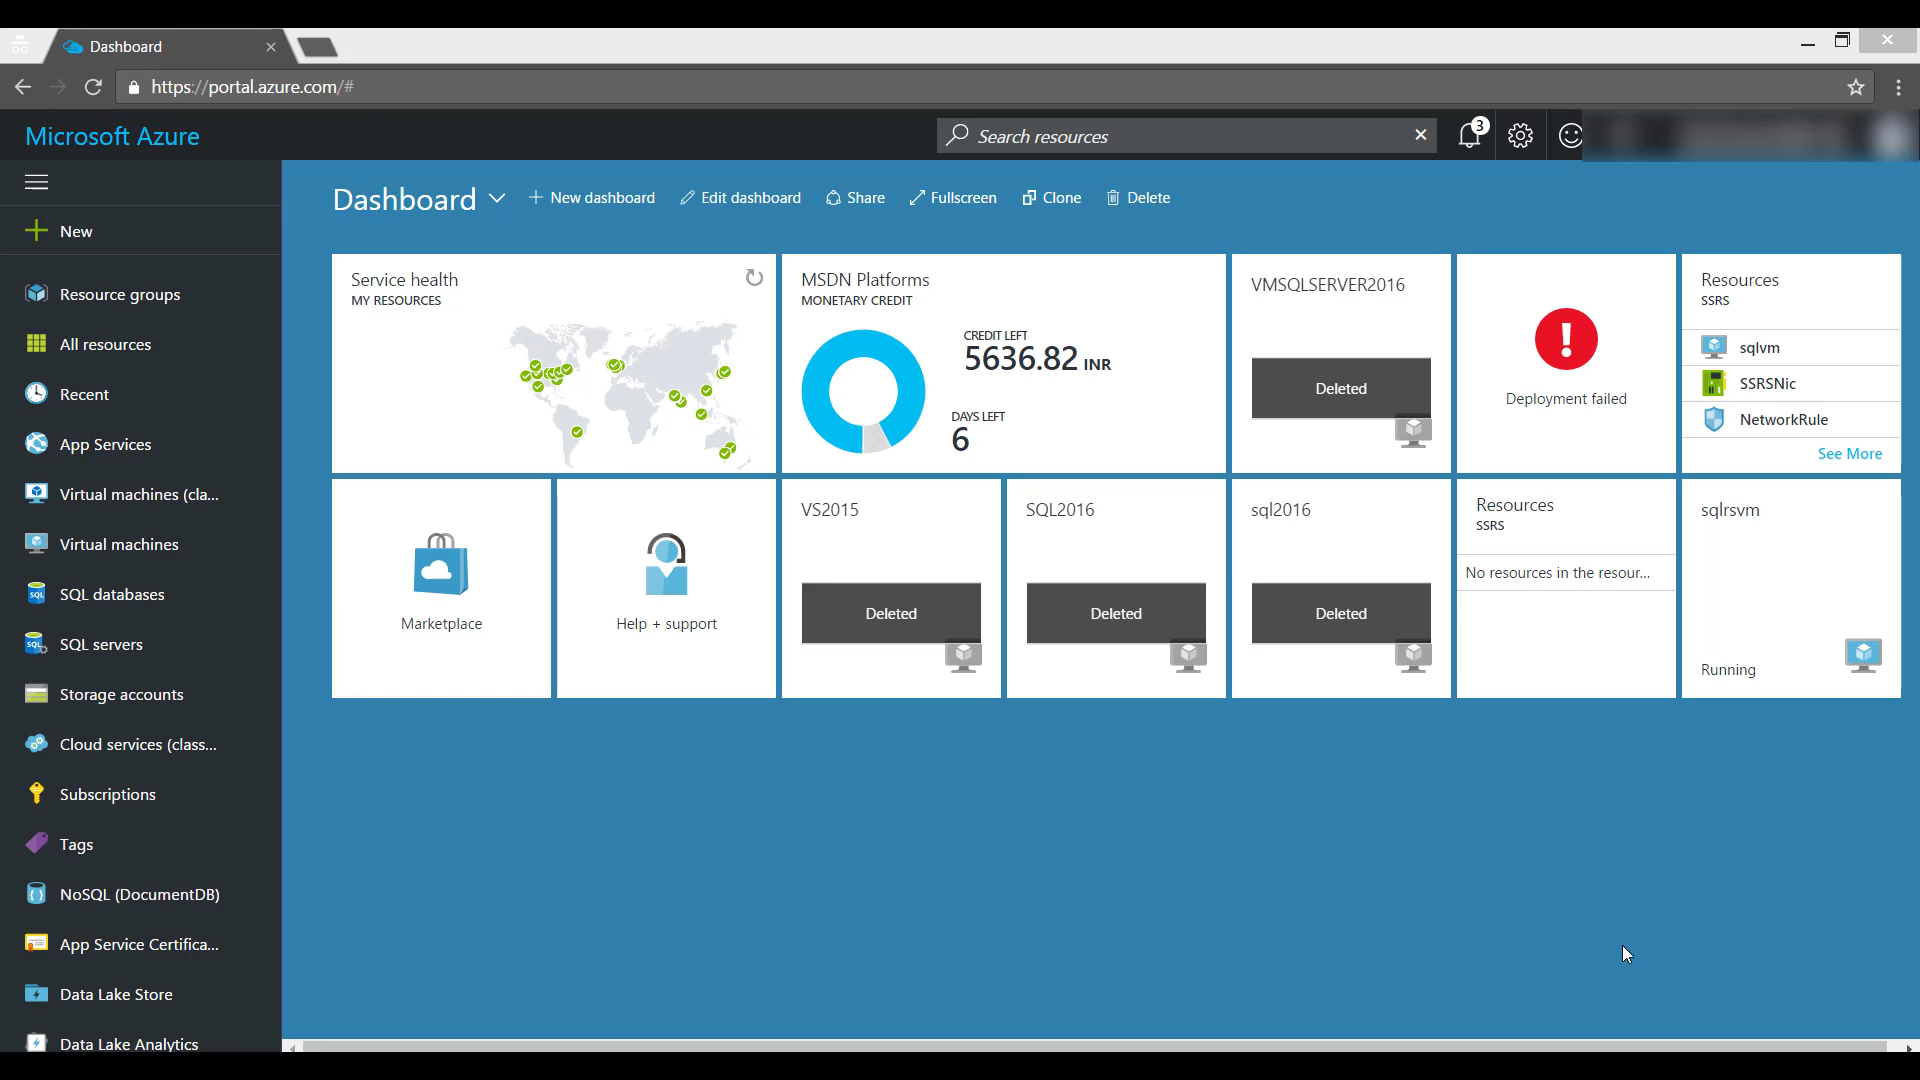 Dashboard
https://portal.azure.com/#
Microsoft Azure
Search resources
3
Dashboard
New dashboard
Edit dashboard
Share
Fullscreen
Clone
Delete
New
Resource groups
All resources
Recent
App Services
Virtual machines (cla...
Virtual machines
SQL databases
SQL servers
Storage accounts
Cloud services (class...
Subscriptions
Tags
NoSQL (DocumentDB)
App Service Certifica...
Data Lake Store
Data Lake Analytics
Service health
MY RESOURCES
MSDN Platforms
MONETARY CREDIT
CREDIT LEFT
5636.82 INR
DAYS LEFT
6
VMSQLSERVER2016
Deleted
Deployment failed
Resources
SSRS
sqlvm
SSRSNic
NetworkRule
See More
Marketplace
Help + support
VS2015
Deleted
SQL2016
Deleted
sql2016
Deleted
Resources
SSRS
No resources in the resour...
sqlrsvm
Running